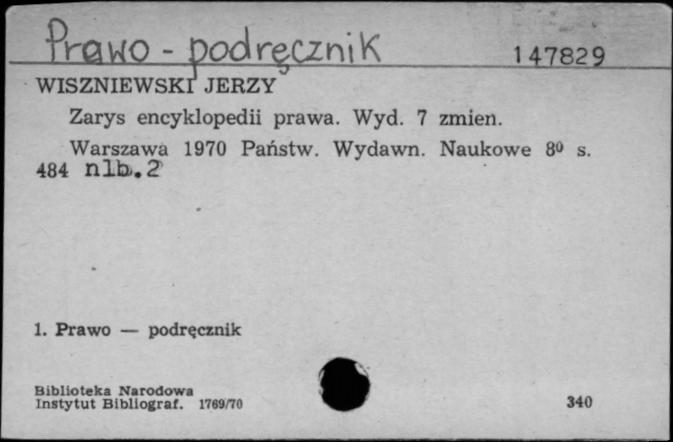 Prawo - podręcznik
147829
WISZNIEWSKI JERZY
Zarys encyklopedii prawa. Wyd. 7 zmien.
Warszawa 1970 Państw. Wydawn. Naukowe 8⁰ s.
484 nlb. 2
1. Prawo — podręcznik
Biblioteka Narodowa
Instytut Bibliograf. 1769/70
340